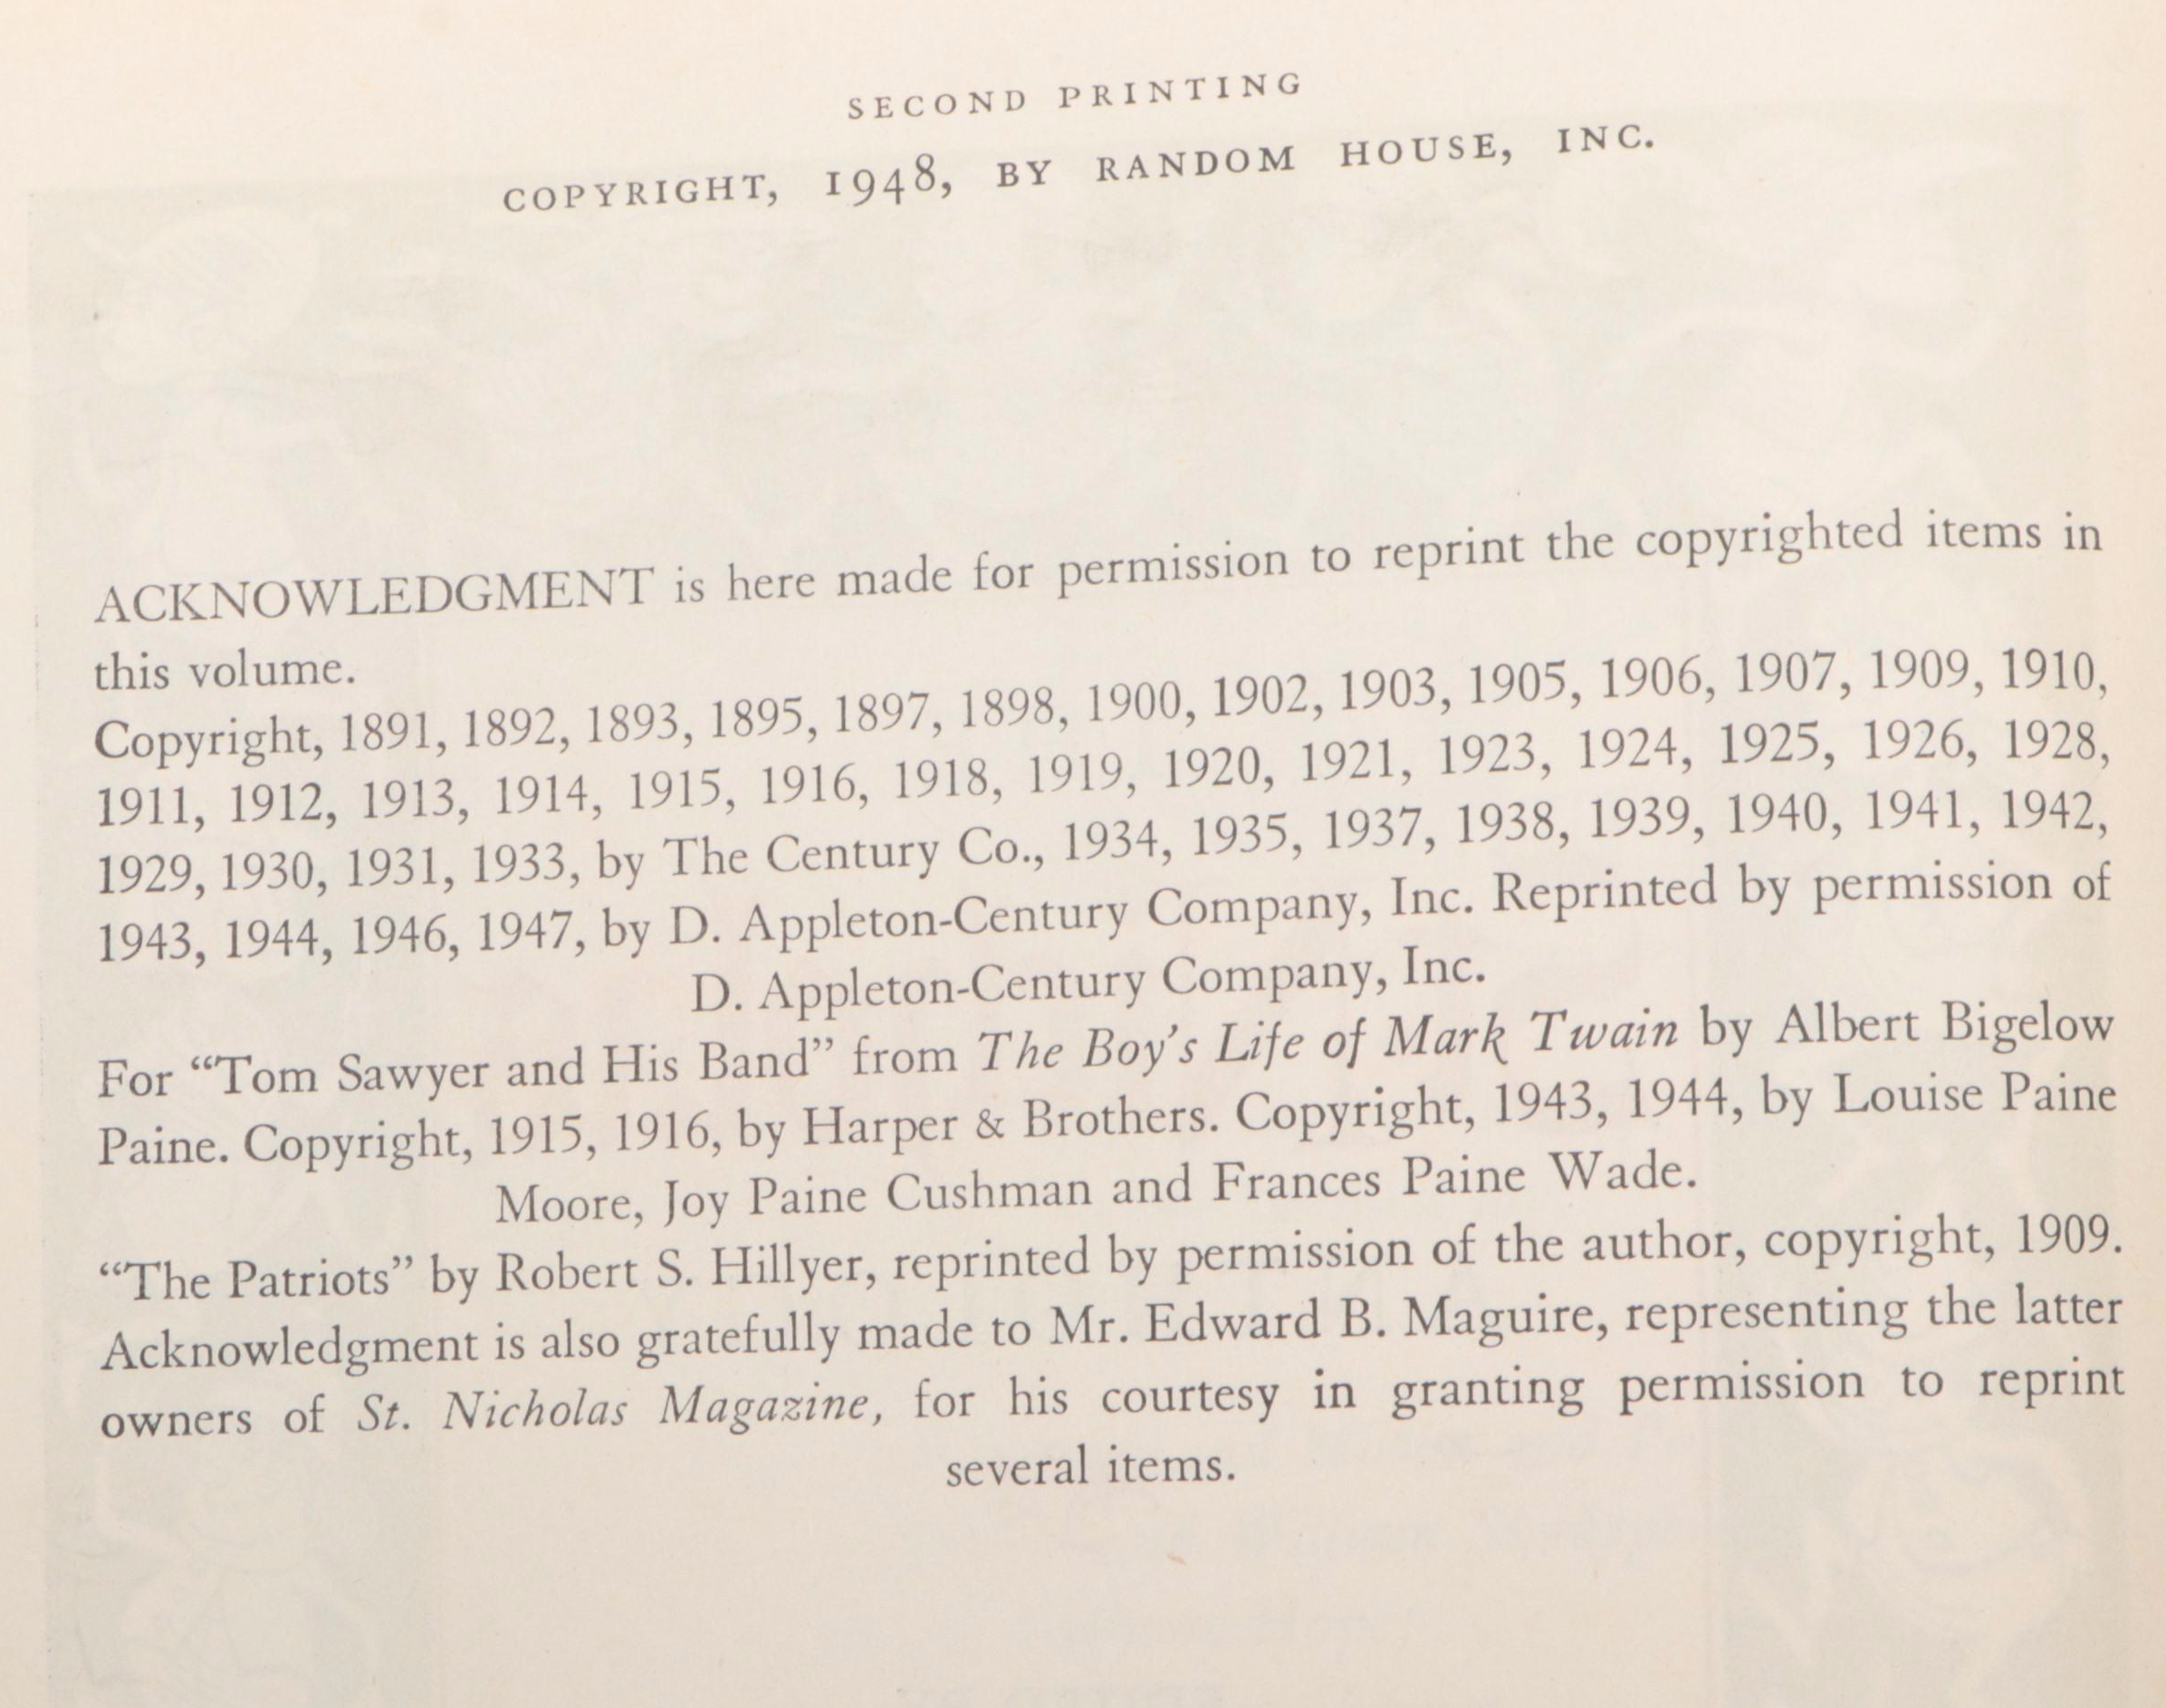 SECOND PRINTING
COPYRIGHT, 1948, BY RANDOM HOUSE, INC.
ACKNOWLEDGMENT is here made for permission to reprint the copyrighted items in
this volume.
Copyright, 1891, 1892, 1893, 1895, 1897, 1898, 1900, 1902, 1903, 1905, 1906, 1907, 1909, 1910,
1911, 1912, 1913, 1914, 1915, 1916, 1918, 1919, 1920, 1921, 1923, 1924, 1925, 1926, 1928,
1929, 1930, 1931, 1933, by The Century Co., 1934, 1935, 1937, 1938, 1939, 1940, 1941, 1942,
1943, 1944, 1946, 1947, by D. Appleton-Century Company, Inc. Reprinted by permission of
D. Appleton-Century Company, Inc.
For “Tom Sawyer and His Band” from The Boy’s Life of Mark Twain by Albert Bigelow
Paine. Copyright, 1915, 1916, by Harper & Brothers. Copyright, 1943, 1944, by Louise Paine
Moore, Joy Paine Cushman and Frances Paine Wade.
“The Patriots” by Robert S. Hillyer, reprinted by permission of the author, copyright, 1909.
Acknowledgment is also gratefully made to Mr. Edward B. Maguire, representing the latter
owners of St. Nicholas Magazine, for his courtesy in granting permission to reprint
several items.